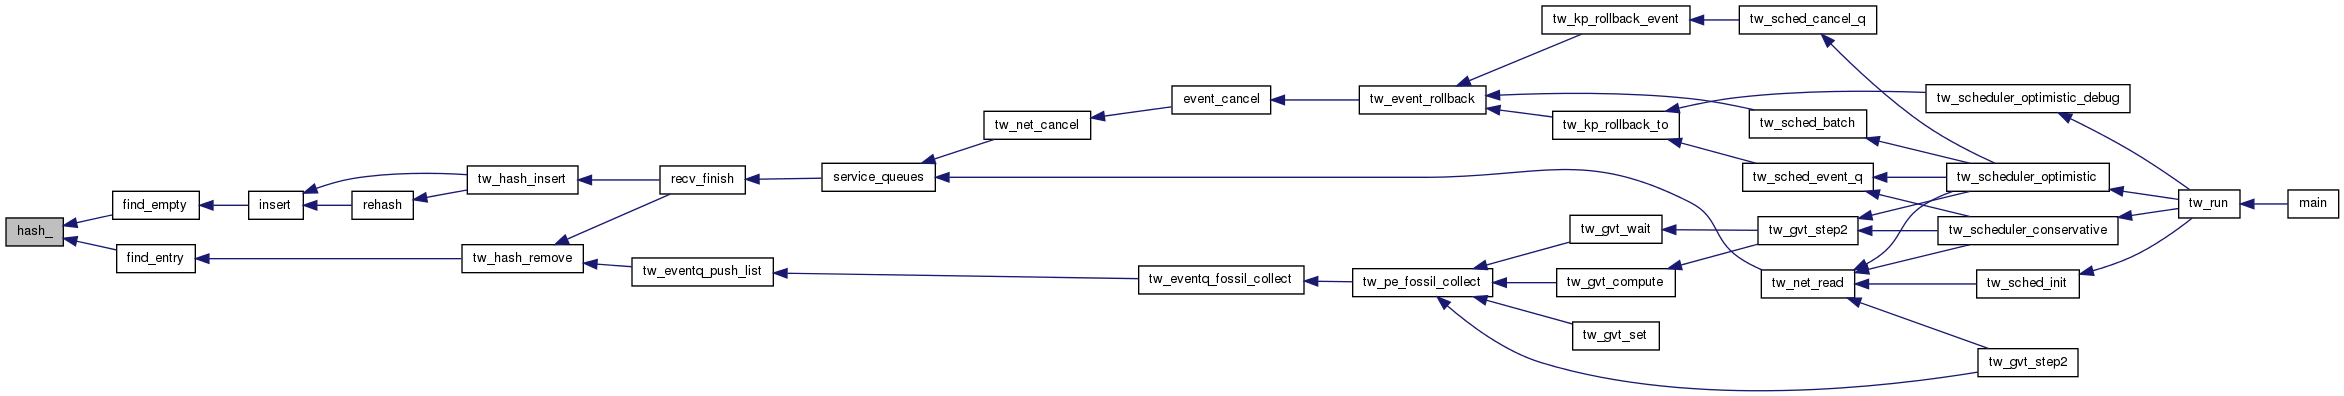 hash_
find_empty
find_entry
insert
rehash
tw_hash_insert
tw_hash_remove
recv_finish
tw_eventq_push_list
service_queues
tw_net_cancel
event_cancel
tw_eventq_fossil_collect
tw_event_rollback
tw_pe_fossil_collect
tw_kp_rollback_event
tw_kp_rollback_to
tw_gvt_wait
tw_gvt_compute
tw_gvt_set
tw_sched_cancel_q
tw_sched_batch
tw_sched_event_q
tw_gvt_step2
tw_net_read
tw_scheduler_optimistic_debug
tw_scheduler_optimistic
tw_scheduler_conservative
tw_sched_init
tw_gvt_step2
tw_run
main